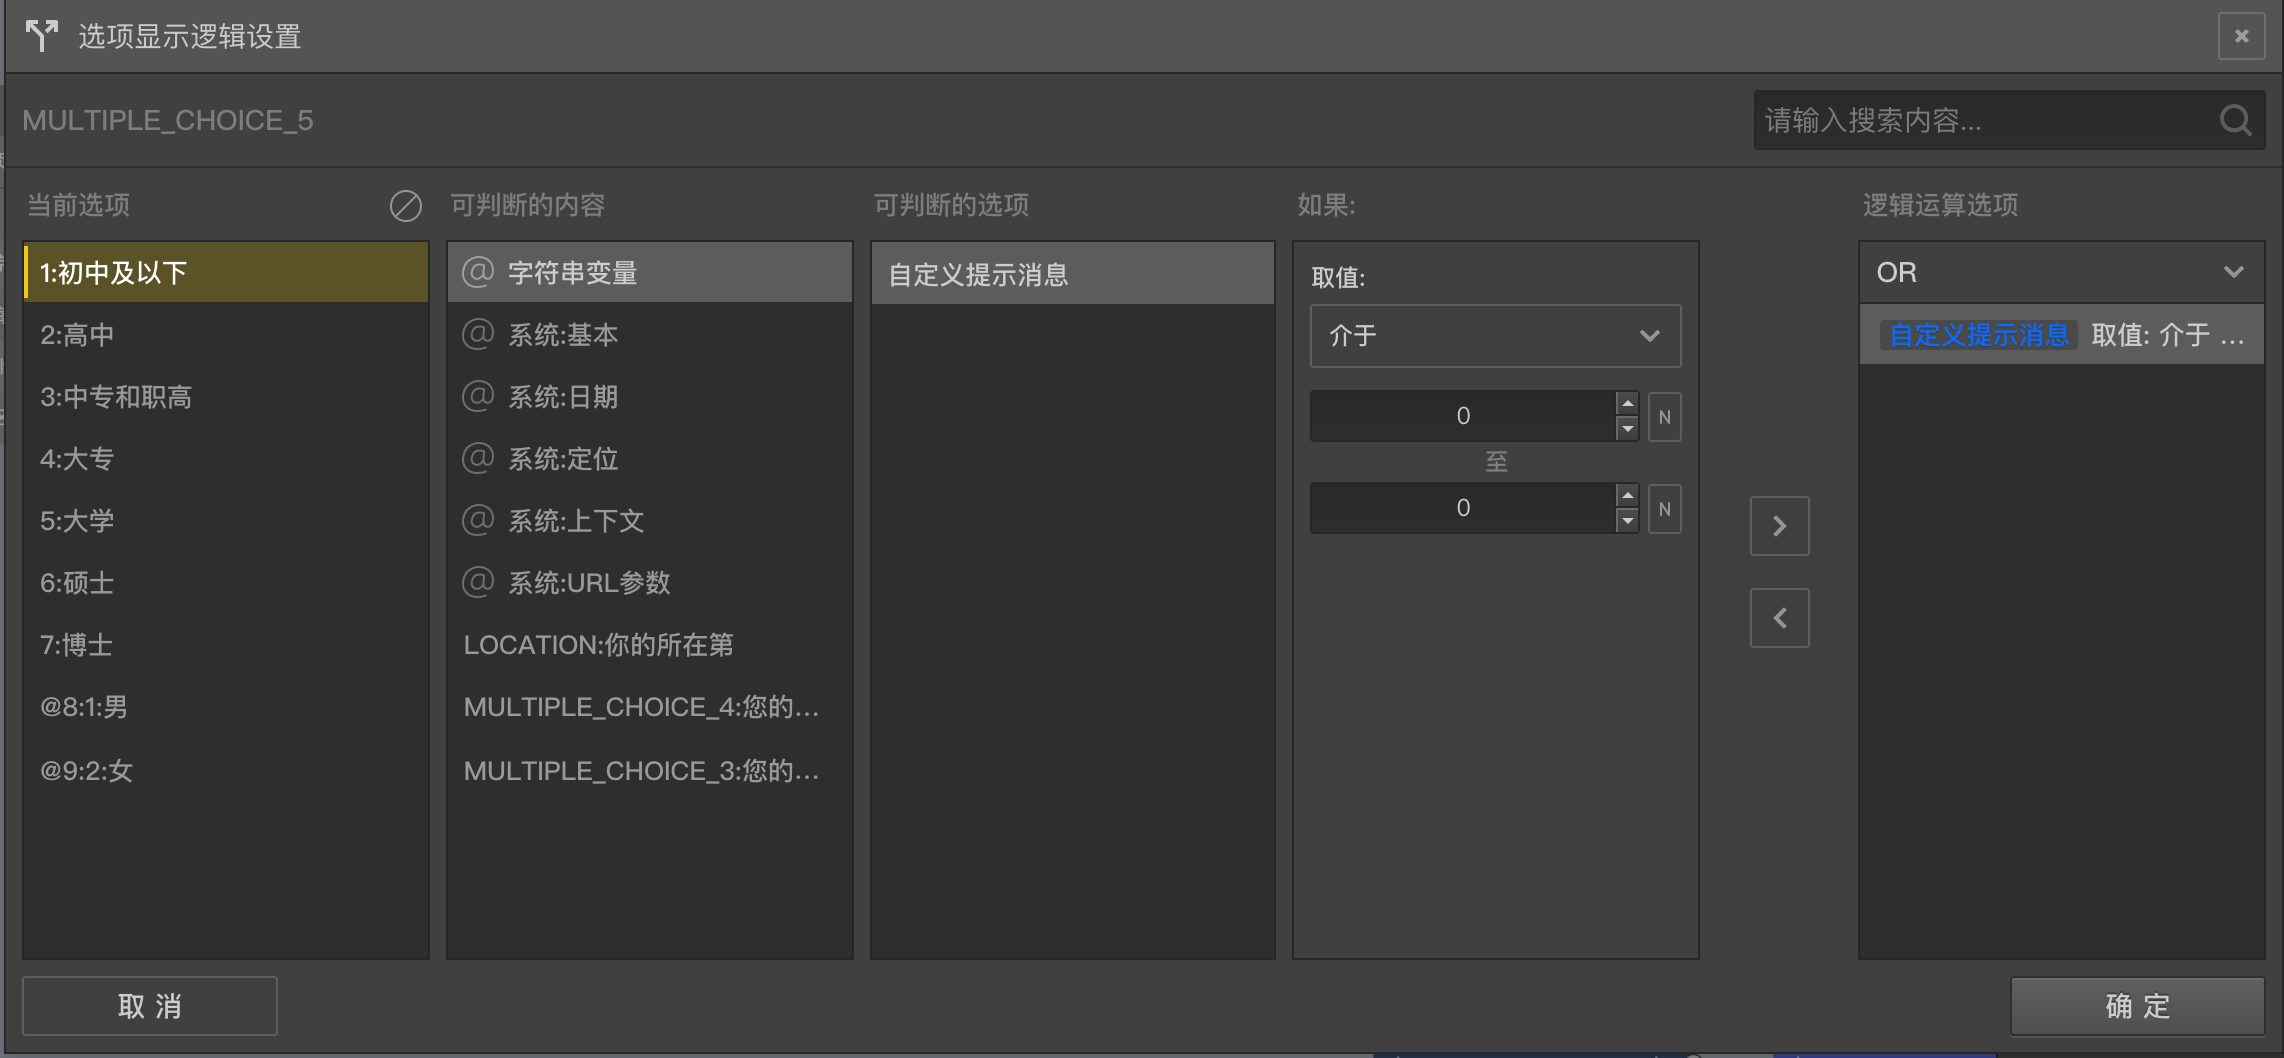 选项显示逻辑设置
MULTIPLE_CHOICE_5
请输入搜索内容...
当前选项
1:初中及以下
2:高中
3:中专和职高
4:大专
5:大学
6:硕士
7:博士
@8:1:男
@9:2:女
可判断的内容
@ 字符串变量
@ 系统:基本
@ 系统:日期
@ 系统:定位
@ 系统:上下文
@ 系统:URL参数
LOCATION:你的所在第
MULTIPLE_CHOICE_4:您的...
MULTIPLE_CHOICE_3:您的...
可判断的选项
自定义提示消息
如果:
取值:
介于
0 N
至
0 N
逻辑运算选项
OR
自定义提示消息 取值: 介于 ...
取 消
确 定